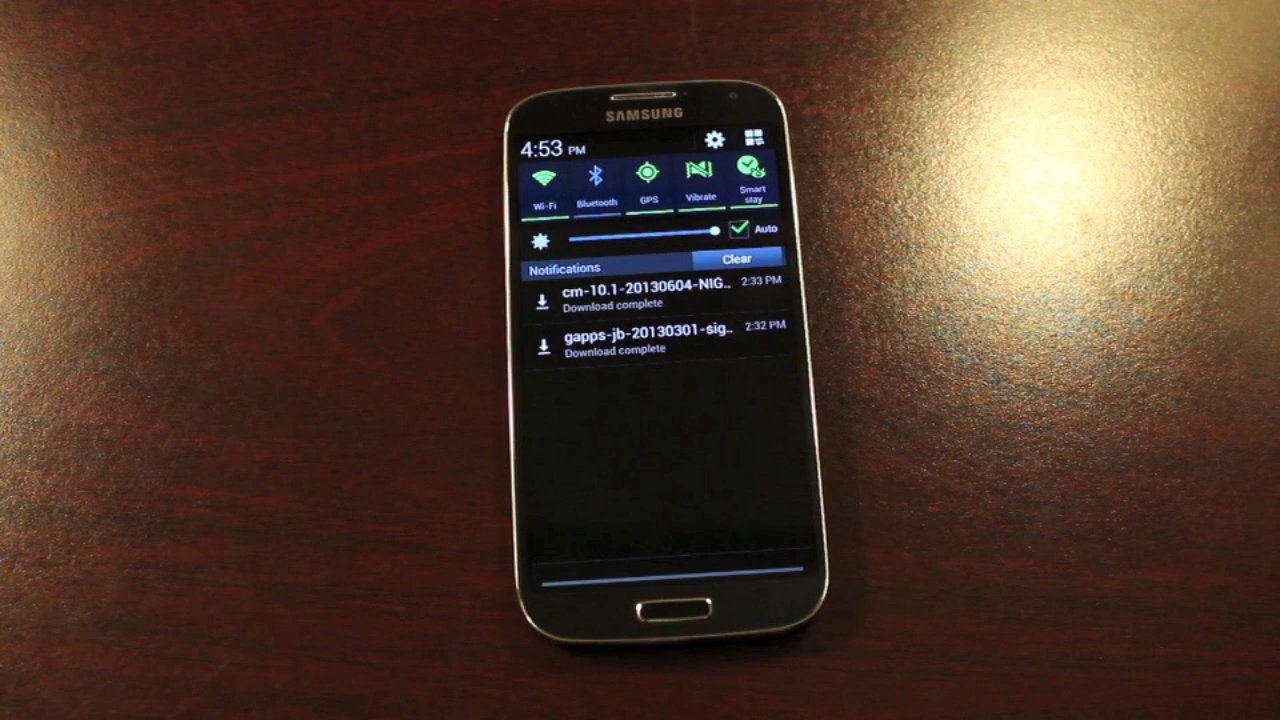 SAMSUNG
4:53 PM
Wi-Fi Bluetooth GPS Vibrate Smart stay
Auto
Notifications Clear
cm-10.1-20130604-NIG.. 2:33 PM
Download complete
gapps-jb-20130301-sig.. 2:32 PM
Download complete